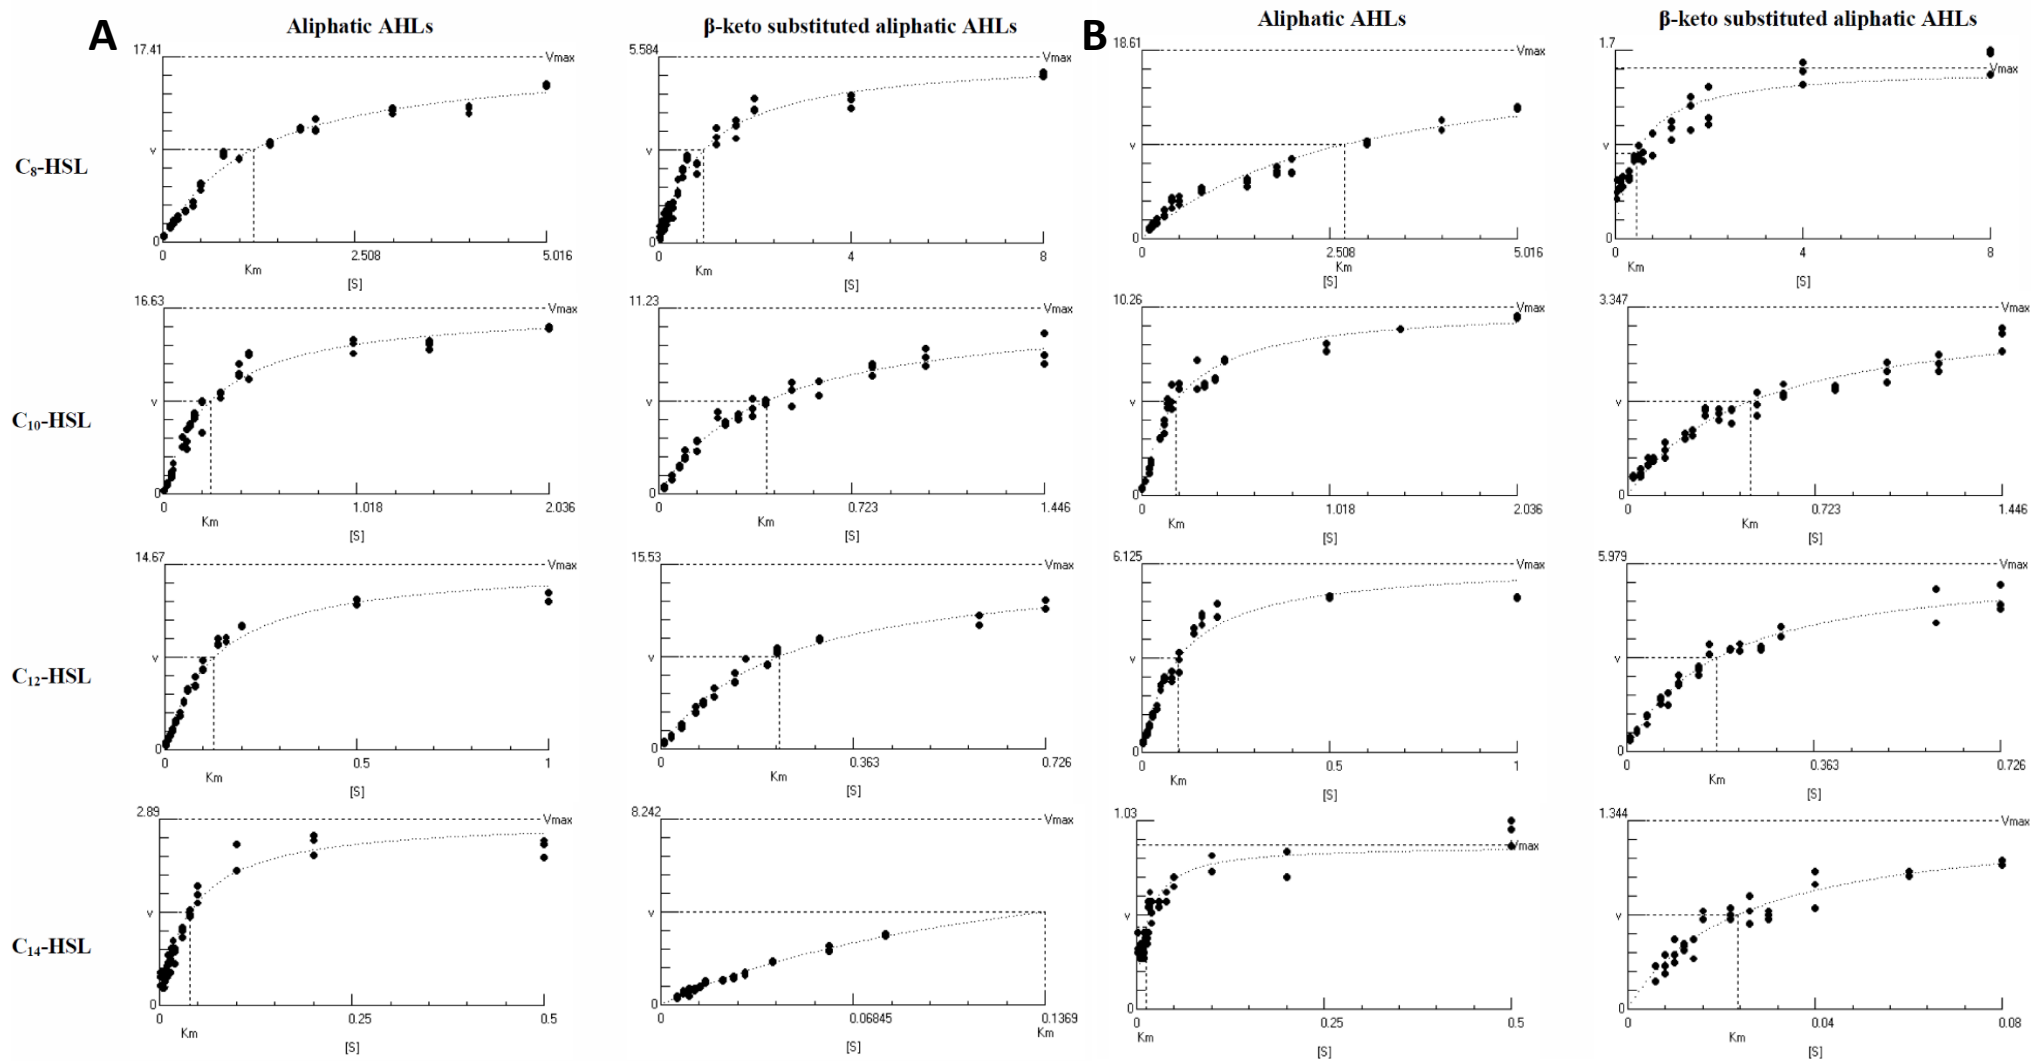 A
Aliphatic AHLs
β-keto substituted aliphatic AHLs
B
Aliphatic AHLs
β-keto substituted aliphatic AHLs
C8-HSL
17.41 Vmax v 0 0 2.508 5.016 Km [S]
5.584 Vmax v 0 0 4 8 Km [S]
18.61 Vmax v 0 0 2.508 5.016 Km [S]
1.7 Vmax v 0 0 4 8 Km [S]
C10-HSL
16.63 Vmax v 0 0 1.018 2.036 Km [S]
11.23 Vmax v 0 0 0.723 1.446 Km [S]
10.26 Vmax v 0 0 1.018 2.036 Km [S]
3.347 Vmax v 0 0 0.723 1.446 Km [S]
C12-HSL
14.67 Vmax v 0 0 0.5 1 Km [S]
15.53 Vmax v 0 0 0.363 0.726 Km [S]
6.125 Vmax v 0 0 0.5 1 Km [S]
5.979 Vmax v 0 0 0.363 0.726 Km [S]
C14-HSL
2.89 Vmax v 0 0 0.25 0.5 Km [S]
8.242 Vmax v 0 0 0.06845 0.1369 Km [S]
1.03 Vmax v 0 0 0.25 0.5 Km [S]
1.344 Vmax v 0 0 0.04 0.08 Km [S]